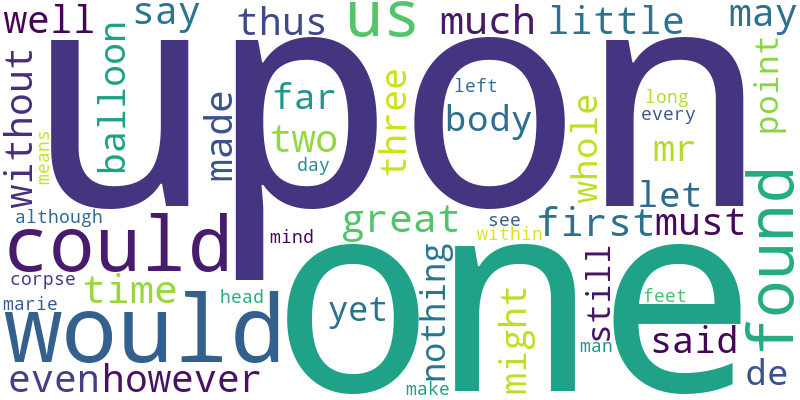 well
say
thus
us
much
little
may
upon
without
balloon
means
made
far
two
day
three
left
body
whole
long
every
mr
point
let
although
could
mind
great
see
within
first
must
found
corpse
time
head
marie
would
one
yet
nothing
might
still
feet
man
said
even
however
make
de